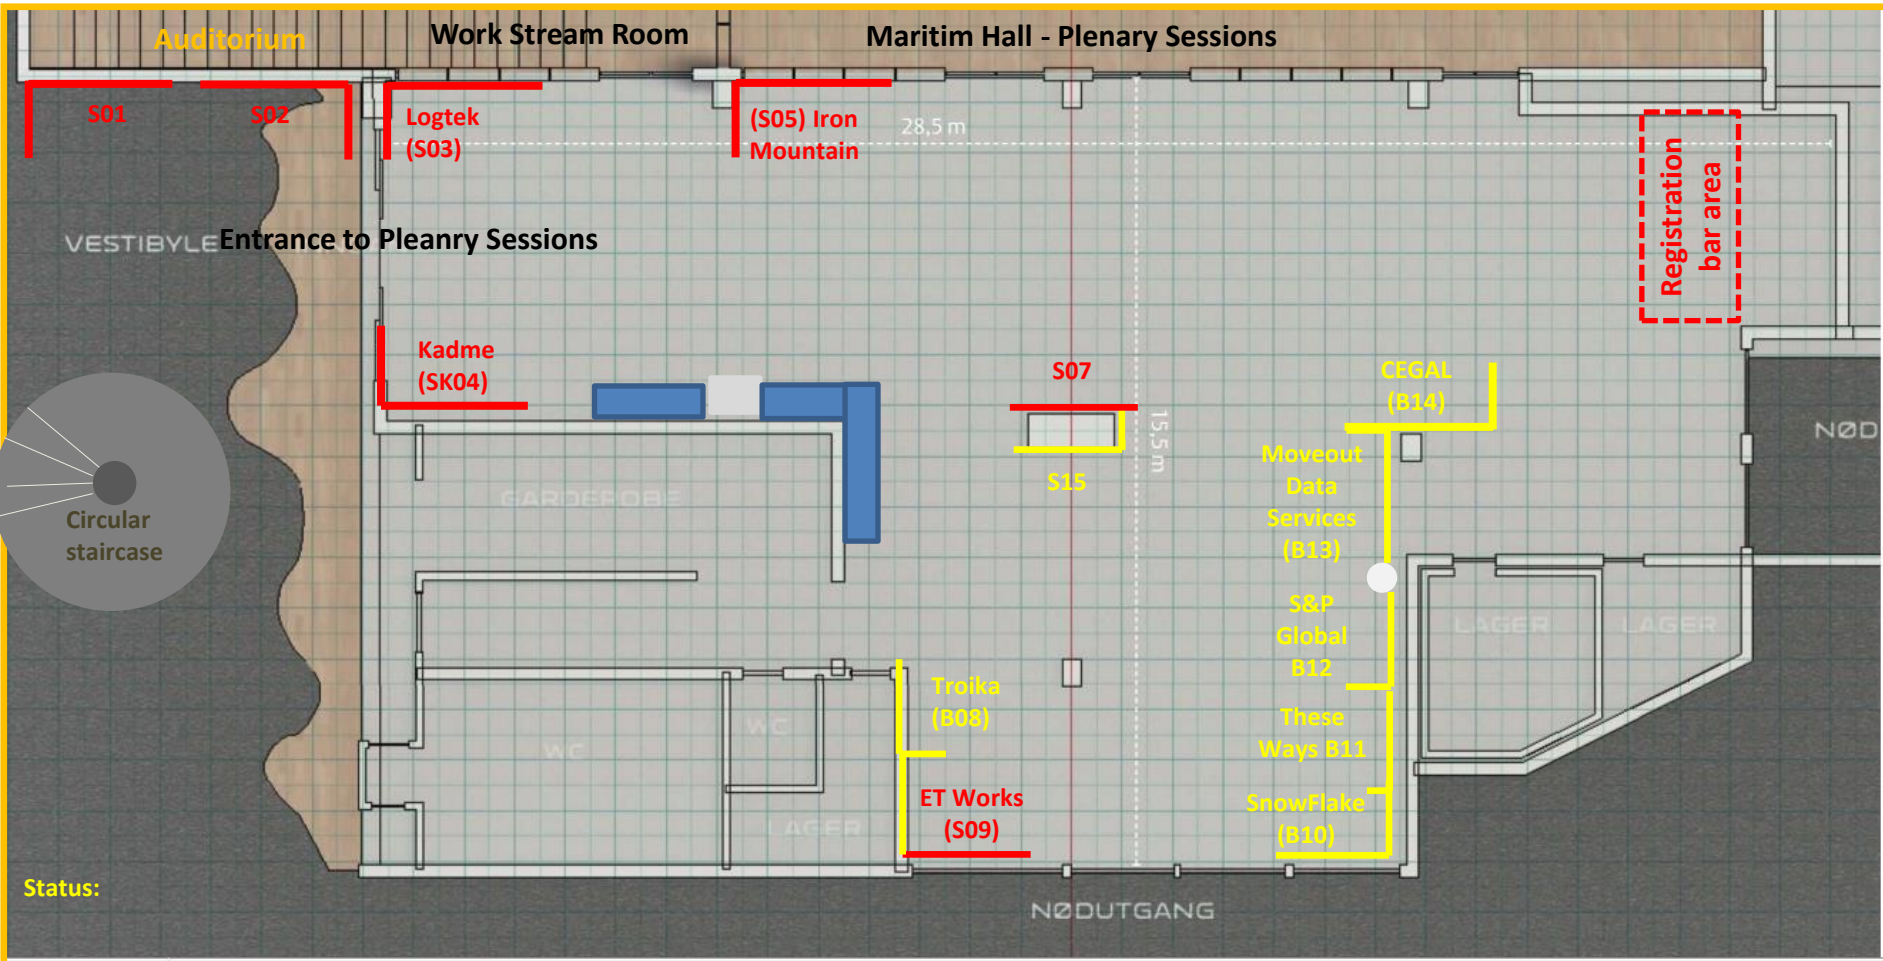 Auditorium
Work Stream Room
Maritim Hall - Plenary Sessions
S01
S02
Logtek
(S03)
(S05) Iron
Mountain
28,5 m
Registration
bar area
VESTIBYLE
Entrance to Pleanry Sessions
Kadme
(SK04)
S07
CEGAL
(B14)
15,5 m
NØD
Moveout
Data
Services
(B13)
S15
GARDEROBE
Circular
staircase
S&P
Global
B12
LAGER
LAGER
Troika
(B08)
These
Ways B11
WC
WC
ET Works
(S09)
SnowFlake
(B10)
LAGER
Status:
NØDUTGANG